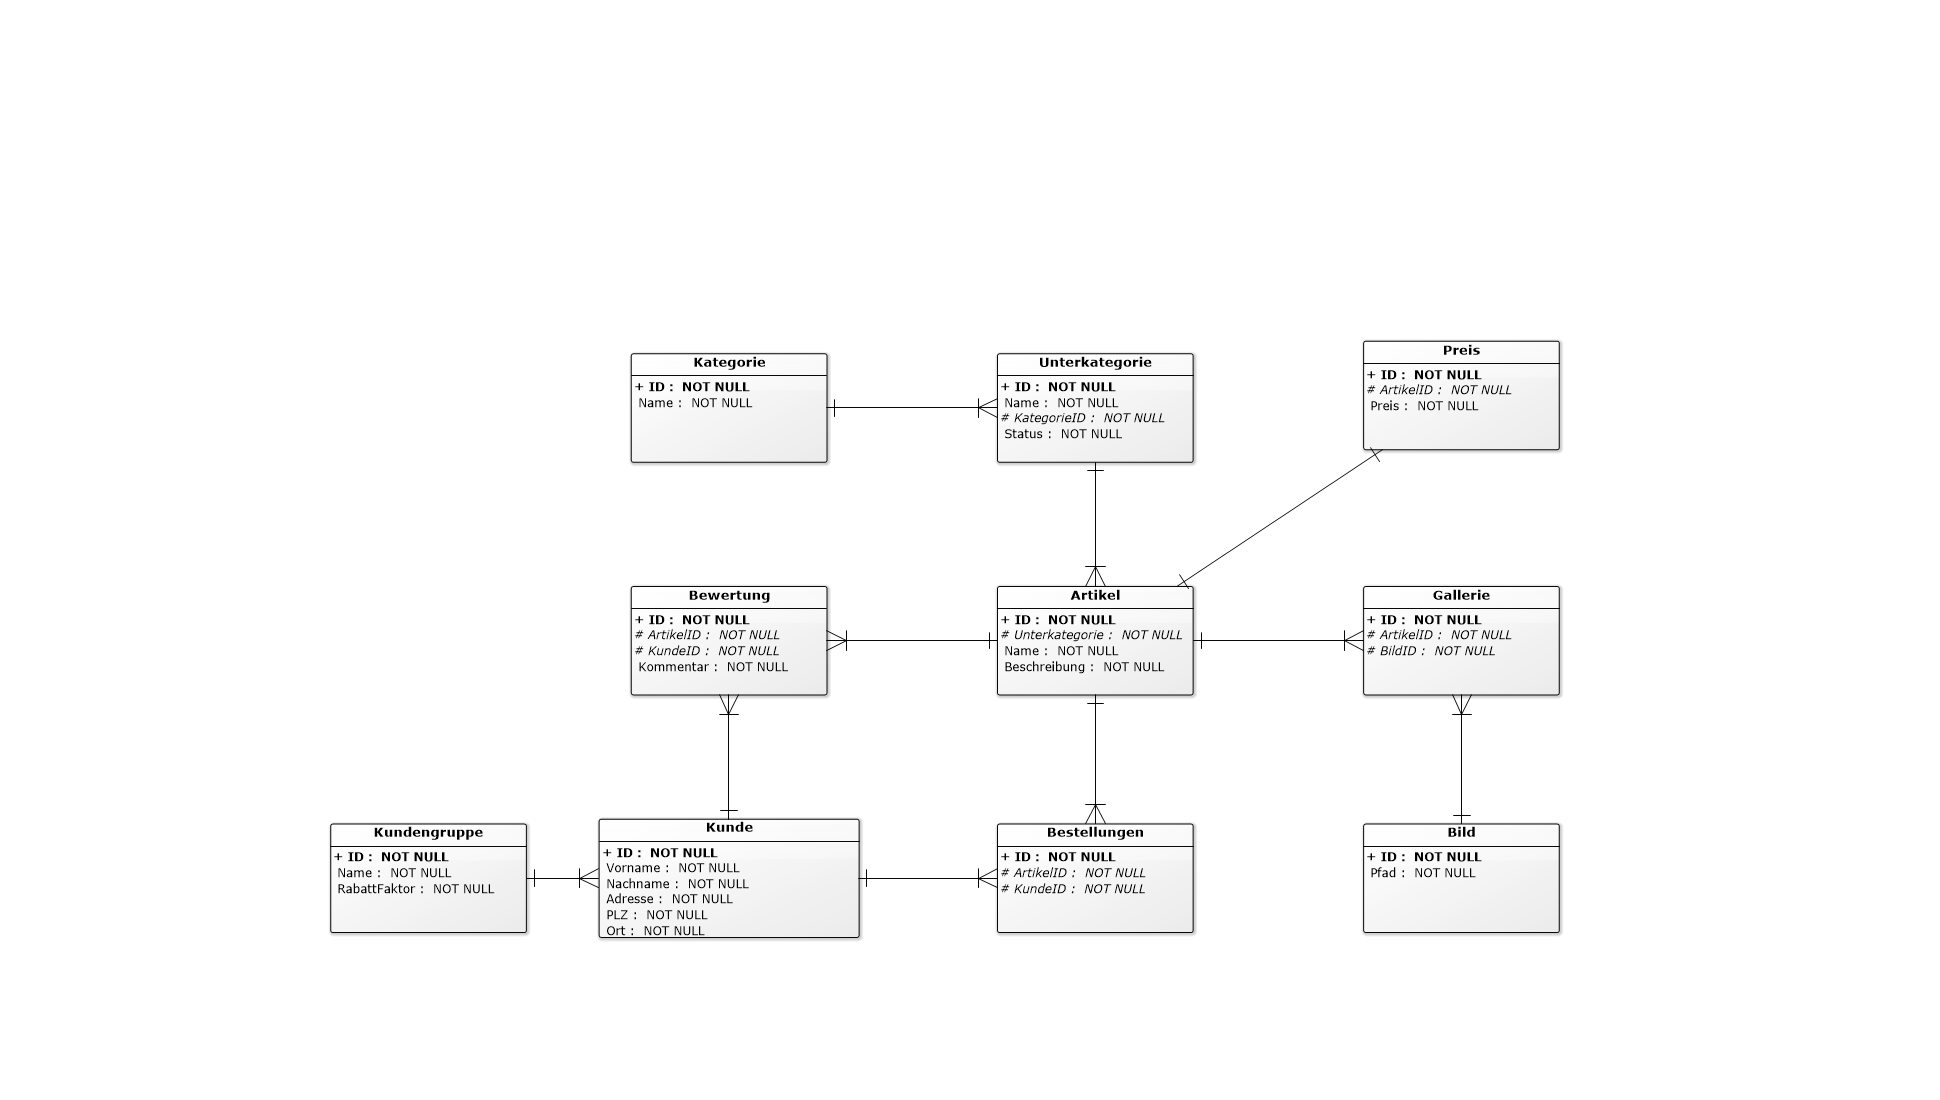 Kategorie
+ ID : NOT NULL
Name : NOT NULL
Unterkategorie
+ ID : NOT NULL
Name : NOT NULL
# KategorieID : NOT NULL
Status : NOT NULL
Preis
+ ID : NOT NULL
# ArtikelID : NOT NULL
Preis : NOT NULL
Bewertung
+ ID : NOT NULL
# ArtikelID : NOT NULL
# KundeID : NOT NULL
Kommentar : NOT NULL
Artikel
+ ID : NOT NULL
# Unterkategorie : NOT NULL
Name : NOT NULL
Beschreibung : NOT NULL
Gallerie
+ ID : NOT NULL
# ArtikelID : NOT NULL
# BildID : NOT NULL
Kundengruppe
+ ID : NOT NULL
Name : NOT NULL
RabattFaktor : NOT NULL
Kunde
+ ID : NOT NULL
Vorname : NOT NULL
Nachname : NOT NULL
Adresse : NOT NULL
PLZ : NOT NULL
Ort : NOT NULL
Bestellungen
+ ID : NOT NULL
# ArtikelID : NOT NULL
# KundeID : NOT NULL
Bild
+ ID : NOT NULL
Pfad : NOT NULL